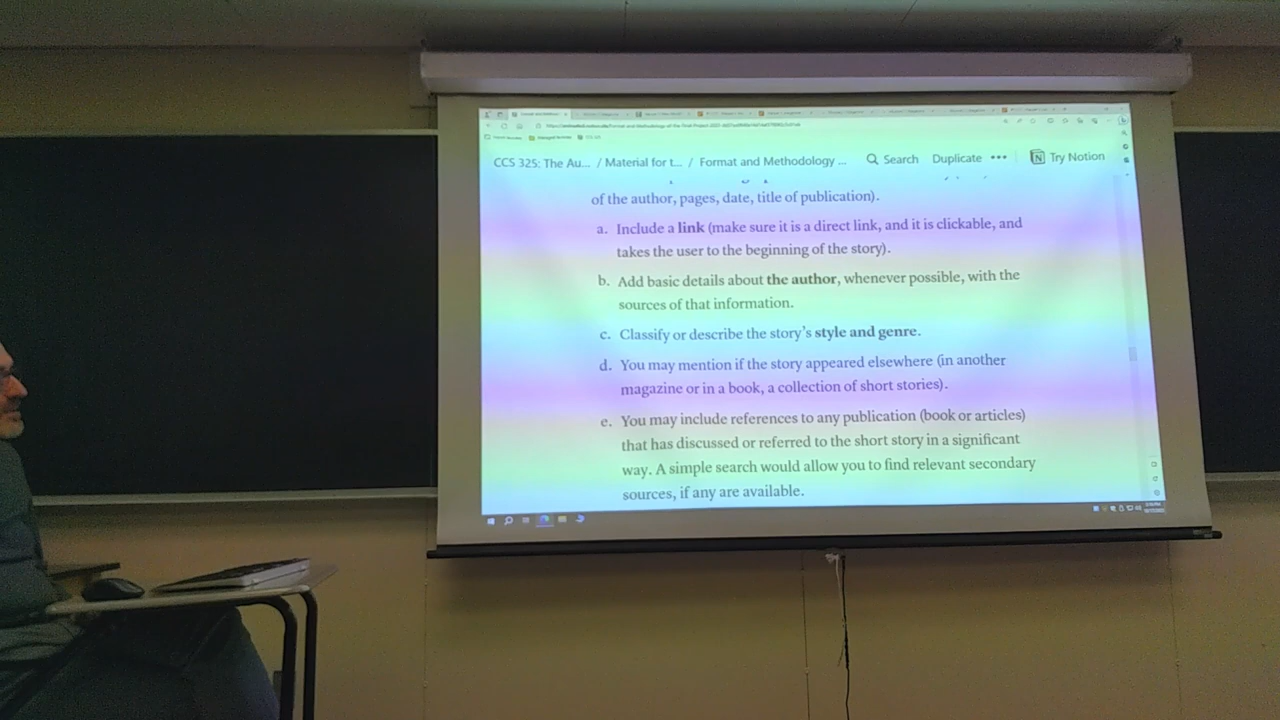 CCS 325: The Au... / Material for t... / Format and Methodology ... Search Duplicate ••• Try Notion
of the author, pages, date, title of publication).
a. Include a link (make sure it is a direct link, and it is clickable, and
takes the user to the beginning of the story).
b. Add basic details about the author, whenever possible, with the
sources of that information.
c. Classify or describe the story's style and genre.
d. You may mention if the story appeared elsewhere (in another
magazine or in a book, a collection of short stories).
e. You may include references to any publication (book or articles)
that has discussed or referred to the short story in a significant
way. A simple search would allow you to find relevant secondary
sources, if any are available.